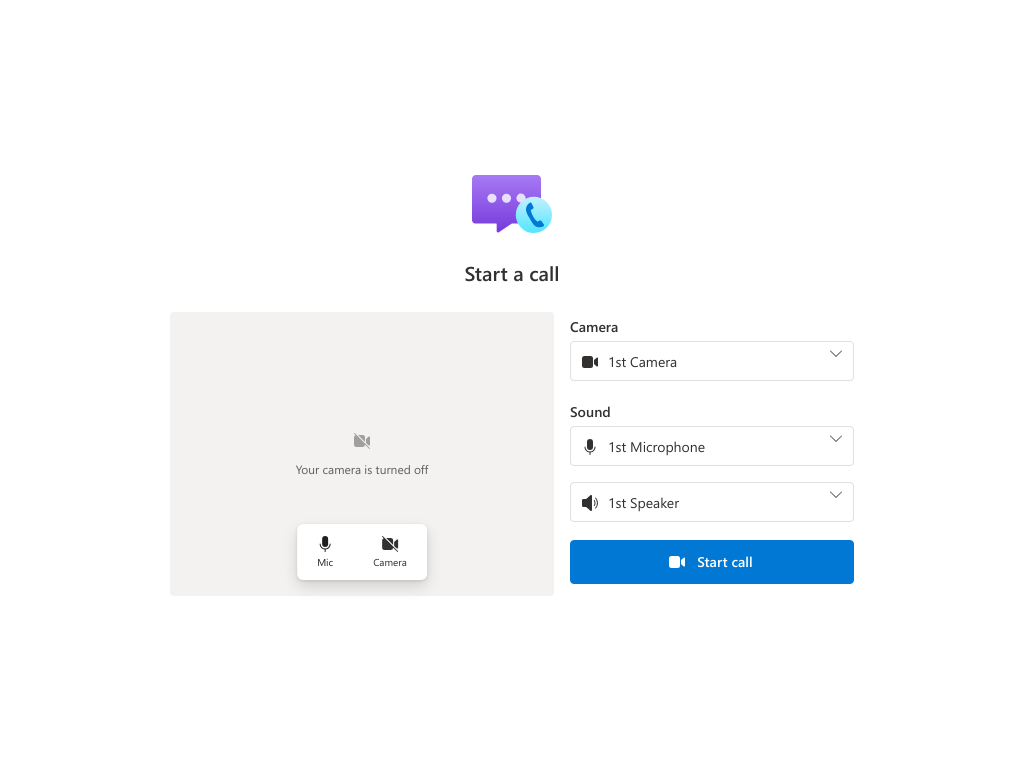 Start a call
Your camera is turned off
Mic
Camera
Camera
1st Camera
Sound
1st Microphone
1st Speaker
Start call